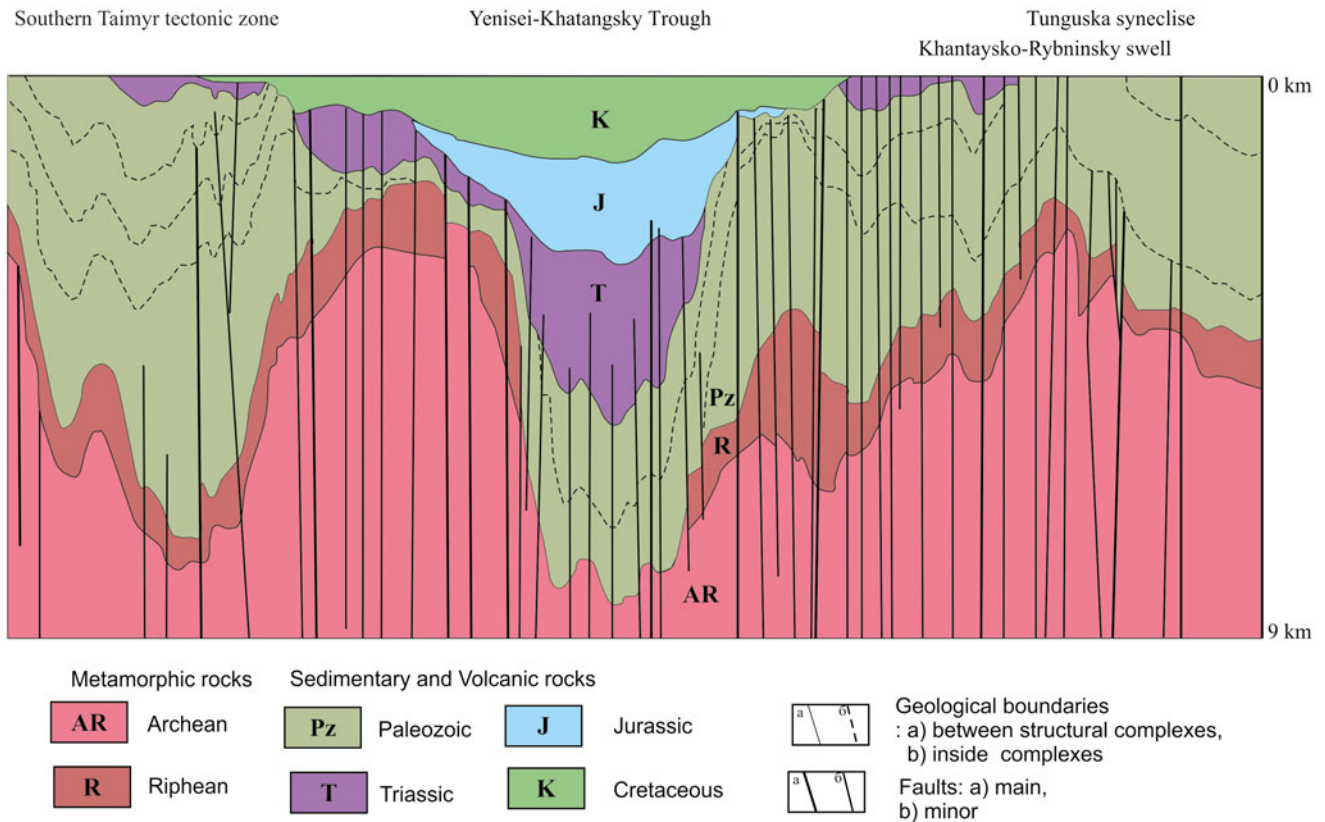 Southern Taimyr tectonic zone
Yenisei-Khatangsky Trough
Tunguska syneclise
Khantaysko-Rybninsky swell
0 km
K
J
T
Pz
R
AR
9 km
Metamorphic rocks
Sedimentary and Volcanic rocks
AR Archean
Pz Paleozoic
J Jurassic
R Riphean
T Triassic
K Cretaceous
a б
Geological boundaries
: a) between structural complexes,
b) inside complexes
a б
Faults: a) main,
b) minor